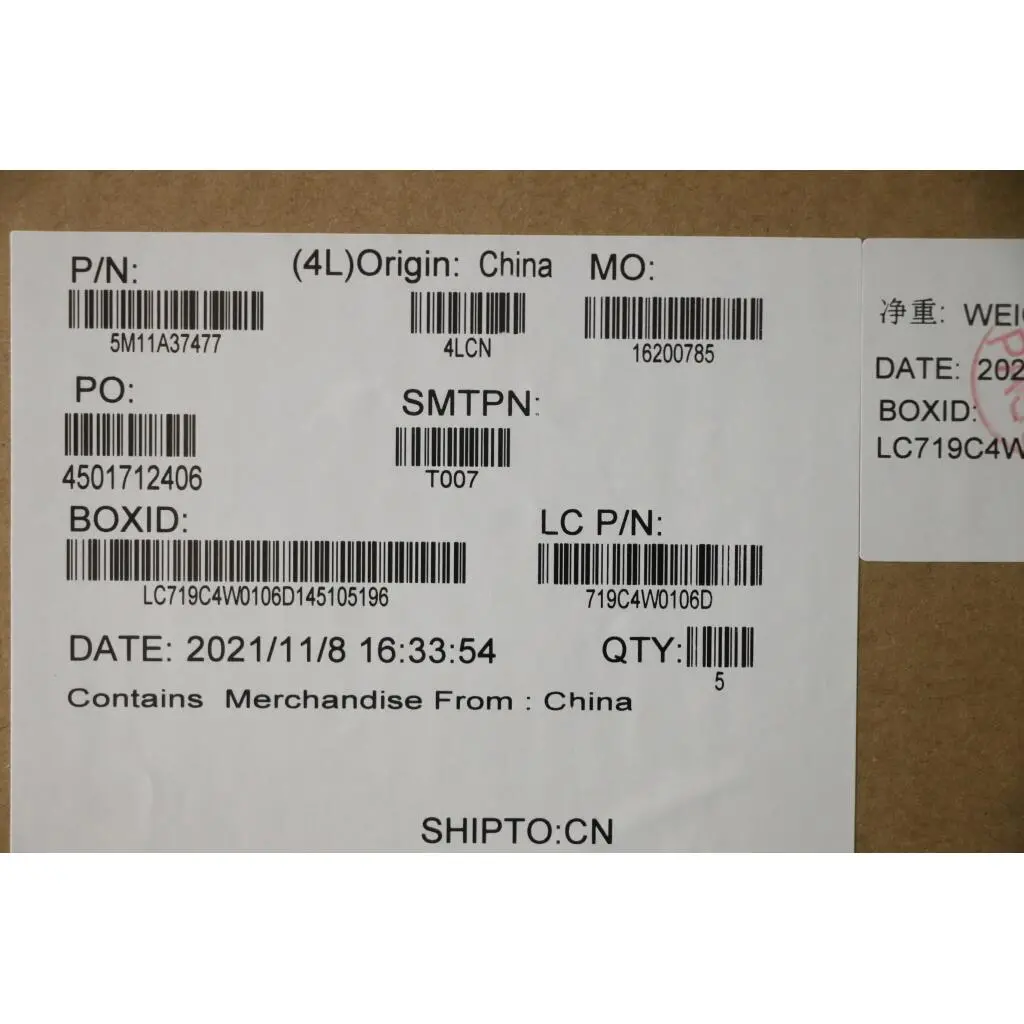 P/N: (4L)Origin: China MO:
5M11A37477 4LCN 16200785
PO: SMTPN:
4501712406 T007
BOXID: LC P/N:
LC719C4W0106D145105196 719C4W0106D
DATE: 2021/11/8 16:33:54 QTY:
5
Contains Merchandise From : China
SHIPTO:CN
净重:
DATE: 202
BOXID:
LC719C4W